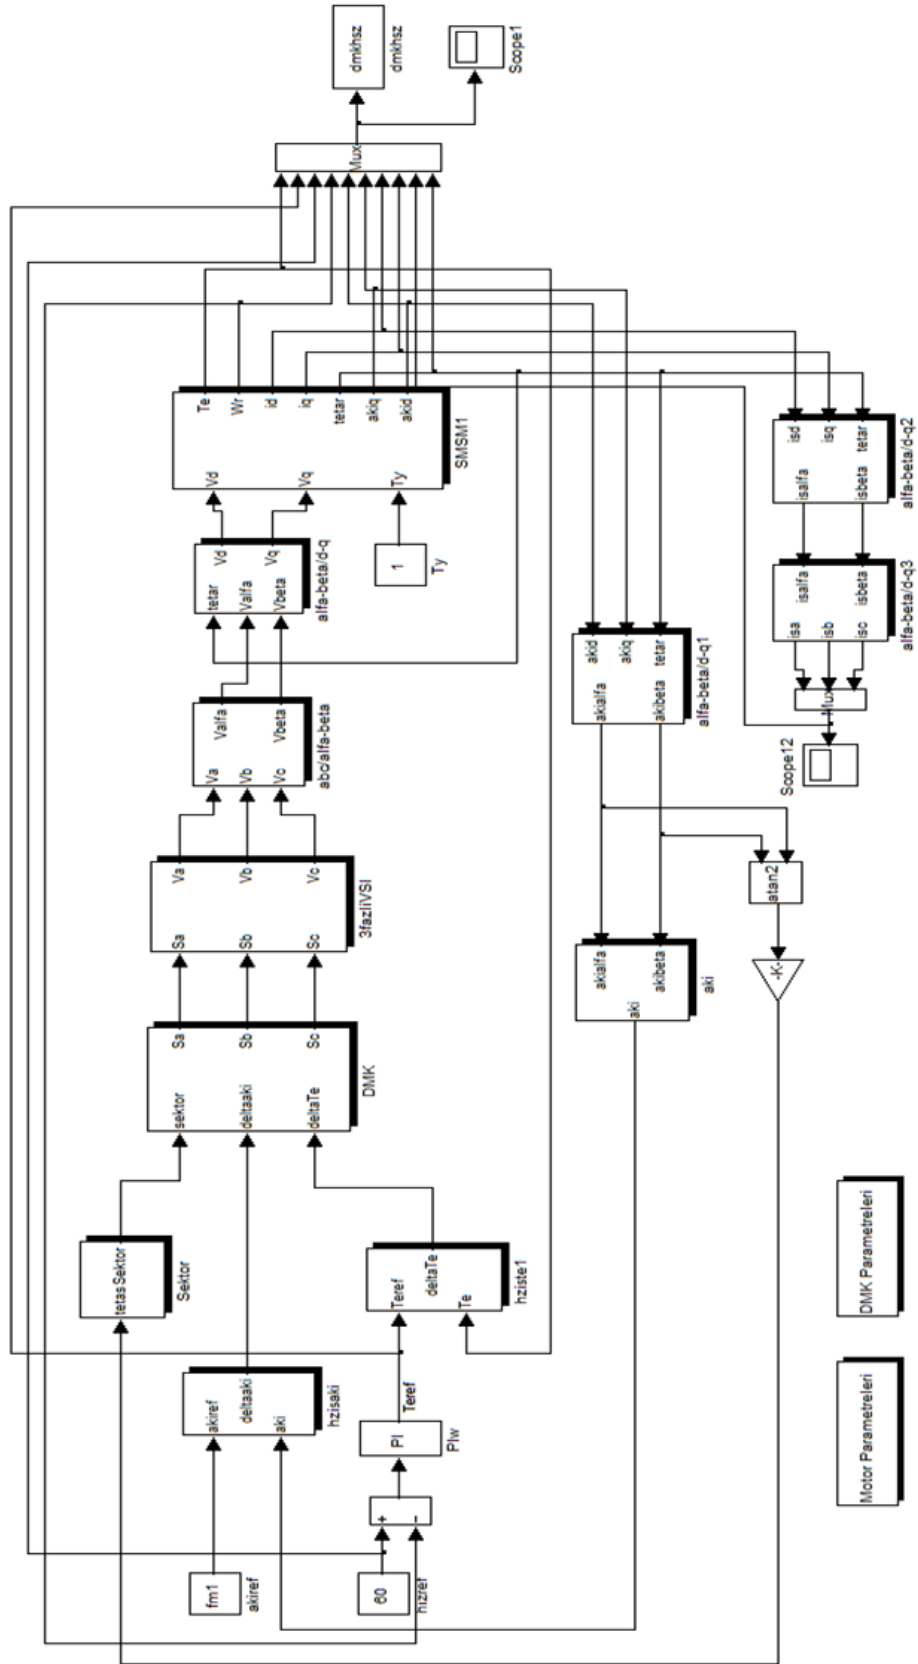 tetas Sektor
Sektor
fm1
akiref
akiref
deltaaki
aki
hzisaki
60
hizref
+
-
PI
PIw
Teref
Teref
deltaTe
Te
hziste1
sektor
deltaaki
deltaTe
Sa
Sb
Sc
DMK
Sa
Sb
Sc
Va
Vb
Vc
3fazliVSI
Va
Vb
Vc
Valfa
Vbeta
abc/alfa-beta
tetar
Valfa
Vbeta
Vd
Vq
alfa-beta/d-q
1
Ty
Vd
Vq
Ty
Te
Wr
id
iq
tetar
akiq
akid
SMSM1
Mux
dmkhsz
dmkhsz
Scope1
akialfa
akibeta
aki
aki
akialfa
akibeta
akid
akiq
tetar
alfa-beta/d-q1
-K-
atan2
Scope12
Mux
isa
isb
isc
isalfa
isbeta
alfa-beta/d-q3
isalfa
isbeta
isd
isq
tetar
alfa-beta/d-q2
Motor Parametreleri
DMK Parametreleri